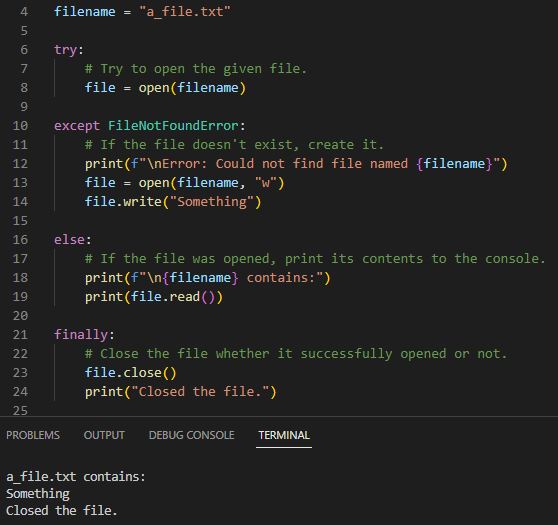 4 filename = "a_file.txt"
5
6 try:
7     # Try to open the given file.
8     file = open(filename)
9
10 except FileNotFoundError:
11     # If the file doesn't exist, create it.
12     print(f"\nError: Could not find file named {filename}")
13     file = open(filename, "w")
14     file.write("Something")
15
16 else:
17     # If the file was opened, print its contents to the console.
18     print(f"\n{filename} contains:")
19     print(file.read())
20
21 finally:
22     # Close the file whether it successfully opened or not.
23     file.close()
24     print("Closed the file.")
25
PROBLEMS OUTPUT DEBUG CONSOLE TERMINAL
a_file.txt contains:
Something
Closed the file.